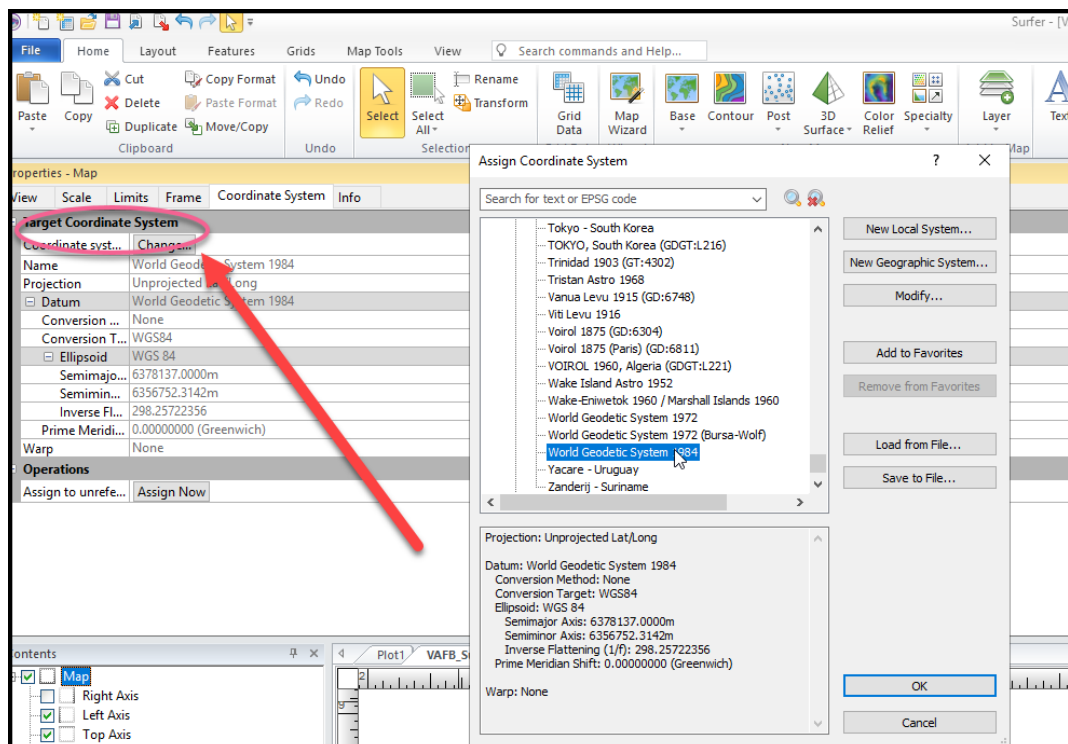 Surfer - [V
File Home Layout Features Grids Map Tools View Search commands and Help...
Paste
Copy
Cut
Delete
Duplicate
Copy Format
Paste Format
Move/Copy
Clipboard
Undo
Redo
Undo
Select
Select All
Rename
Transform
Selection
Grid Data
Map Wizard
Base
Contour
Post
3D Surface
Color Relief
Specialty
Layer
Text
Map
roperties - Map
View Scale Limits Frame Coordinate System Info
Target Coordinate System
Coordinate syst... Change...
Name World Geodetic System 1984
Projection Unprojected Lat/Long
Datum World Geodetic System 1984
Conversion ... None
Conversion T... WGS84
Ellipsoid WGS 84
Semimajo... 6378137.0000m
Semimin... 6356752.3142m
Inverse Fl... 298.25722356
Prime Meridi... 0.00000000 (Greenwich)
Warp None
Operations
Assign to unrefe... Assign Now
Assign Coordinate System
? X
Search for text or EPSG code
Tokyo - South Korea
TOKYO, South Korea (GDGT:L216)
Trinidad 1903 (GT:4302)
Tristan Astro 1968
Vanua Levu 1915 (GD:6748)
Viti Levu 1916
Voirol 1875 (GD:6304)
Voirol 1875 (Paris) (GD:6811)
VOIROL 1960, Algeria (GDGT:L221)
Wake Island Astro 1952
Wake-Eniwetok 1960 / Marshall Islands 1960
World Geodetic System 1972
World Geodetic System 1972 (Bursa-Wolf)
World Geodetic System 1984
Yacare - Uruguay
Zanderij - Suriname
New Local System...
New Geographic System...
Modify...
Add to Favorites
Remove from Favorites
Load from File...
Save to File...
Projection: Unprojected Lat/Long
Datum: World Geodetic System 1984
Conversion Method: None
Conversion Target: WGS84
Ellipsoid: WGS 84
Semimajor Axis: 6378137.0000m
Semiminor Axis: 6356752.3142m
Inverse Flattening (1/f): 298.25722356
Prime Meridian Shift: 0.00000000 (Greenwich)
Warp: None
OK
Cancel
ontents
Map
Right Axis
Left Axis
Top Axis
Plot1 VAFB_S
2
9